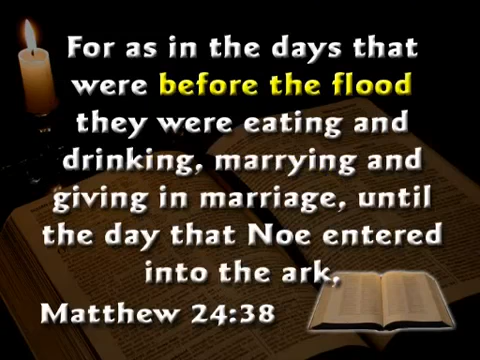 For as in the days that
were before the flood
they were eating and
drinking, marrying and
giving in marriage, until
the day that Noe entered
into the ark,
Matthew 24:38